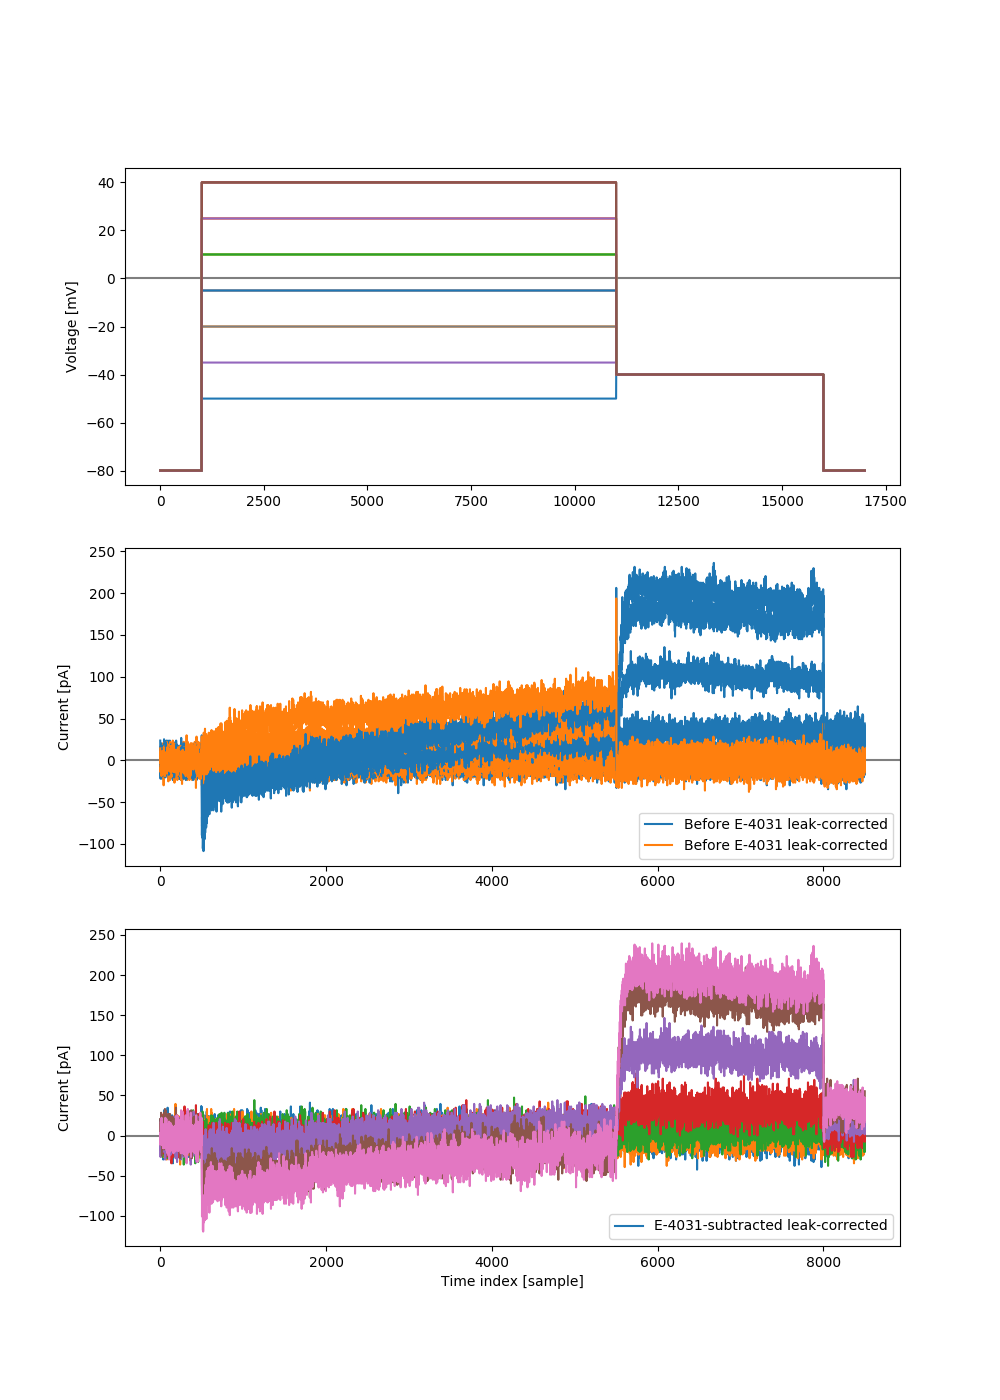 40
20
0
−20
−40
−60
−80
Voltage [mV]
0 2500 5000 7500 10000 12500 15000 17500
250
200
150
100
50
0
−50
−100
Current [pA]
Before E-4031 leak-corrected
Before E-4031 leak-corrected
0 2000 4000 6000 8000
250
200
150
100
50
0
−50
−100
Current [pA]
E-4031-subtracted leak-corrected
0 2000 4000 6000 8000
Time index [sample]